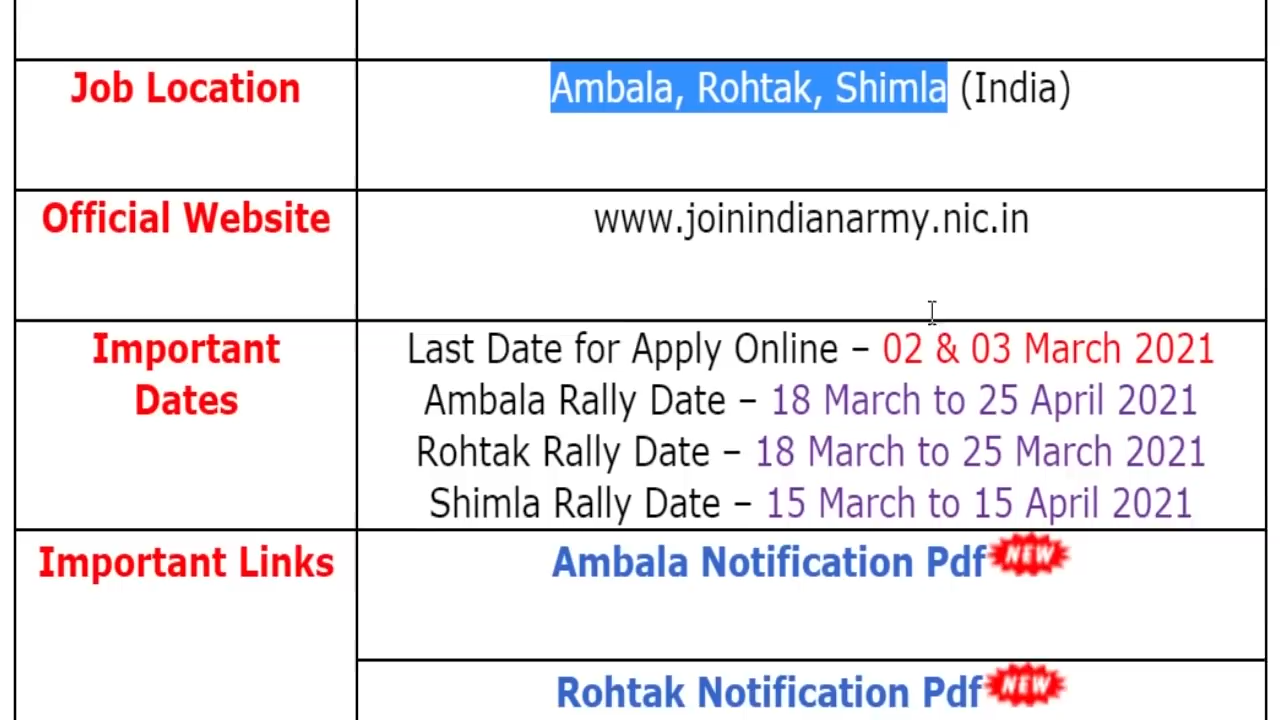 Job Location
Ambala, Rohtak, Shimla (India)
Official Website
www.joinindianarmy.nic.in
Important
Dates
Last Date for Apply Online – 02 & 03 March 2021
Ambala Rally Date – 18 March to 25 April 2021
Rohtak Rally Date – 18 March to 25 March 2021
Shimla Rally Date – 15 March to 15 April 2021
Important Links
Ambala Notification Pdf NEW
Rohtak Notification Pdf NEW